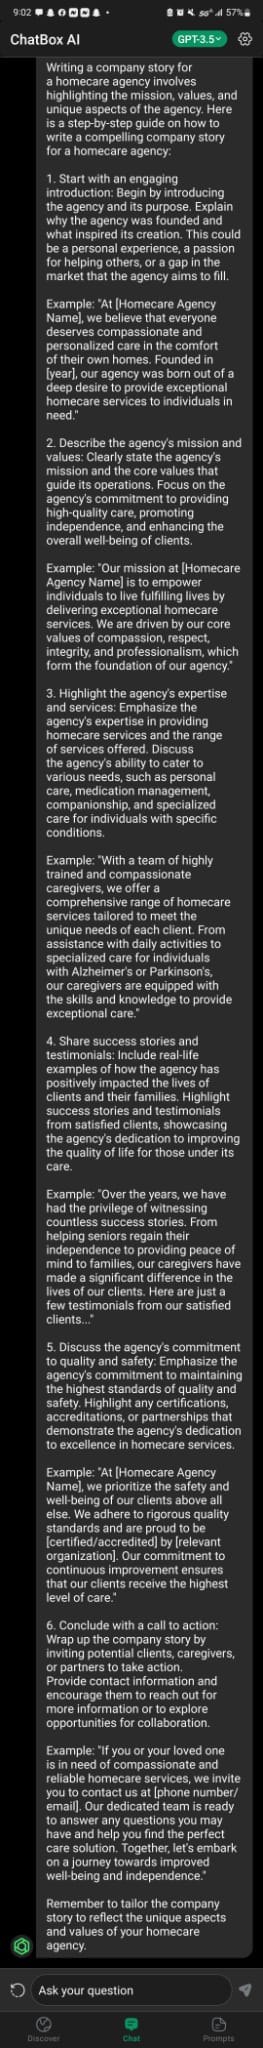 9:02
5G
57%
ChatBox AI
GPT-3.5
Writing a company story for
a homecare agency involves
highlighting the mission, values, and
unique aspects of the agency. Here
is a step-by-step guide on how to
write a compelling company story
for a homecare agency:
1. Start with an engaging
introduction: Begin by introducing
the agency and its purpose. Explain
why the agency was founded and
what inspired its creation. This could
be a personal experience, a passion
for helping others, or a gap in the
market that the agency aims to fill.
Example: "At [Homecare Agency
Name], we believe that everyone
deserves compassionate and
personalized care in the comfort
of their own homes. Founded in
[year], our agency was born out of a
deep desire to provide exceptional
homecare services to individuals in
need."
2. Describe the agency's mission and
values: Clearly state the agency's
mission and the core values that
guide its operations. Focus on the
agency's commitment to providing
high-quality care, promoting
independence, and enhancing the
overall well-being of clients.
Example: "Our mission at [Homecare
Agency Name] is to empower
individuals to live fulfilling lives by
delivering exceptional homecare
services. We are driven by our core
values of compassion, respect,
integrity, and professionalism, which
form the foundation of our agency."
3. Highlight the agency's expertise
and services: Emphasize the
agency's expertise in providing
homecare services and the range
of services offered. Discuss
the agency's ability to cater to
various needs, such as personal
care, medication management,
companionship, and specialized
care for individuals with specific
conditions.
Example: "With a team of highly
trained and compassionate
caregivers, we offer a
comprehensive range of homecare
services tailored to meet the
unique needs of each client. From
assistance with daily activities to
specialized care for individuals
with Alzheimer's or Parkinson's,
our caregivers are equipped with
the skills and knowledge to provide
exceptional care."
4. Share success stories and
testimonials: Include real-life
examples of how the agency has
positively impacted the lives of
clients and their families. Highlight
success stories and testimonials
from satisfied clients, showcasing
the agency's dedication to improving
the quality of life for those under its
care.
Example: "Over the years, we have
had the privilege of witnessing
countless success stories. From
helping seniors regain their
independence to providing peace of
mind to families, our caregivers have
made a significant difference in the
lives of our clients. Here are just a
few testimonials from our satisfied
clients..."
5. Discuss the agency's commitment
to quality and safety: Emphasize the
agency's commitment to maintaining
the highest standards of quality and
safety. Highlight any certifications,
accreditations, or partnerships that
demonstrate the agency's dedication
to excellence in homecare services.
Example: "At [Homecare Agency
Name], we prioritize the safety and
well-being of our clients above all
else. We adhere to rigorous quality
standards and are proud to be
[certified/accredited] by [relevant
organization]. Our commitment to
continuous improvement ensures
that our clients receive the highest
level of care."
6. Conclude with a call to action:
Wrap up the company story by
inviting potential clients, caregivers,
or partners to take action.
Provide contact information and
encourage them to reach out for
more information or to explore
opportunities for collaboration.
Example: "If you or your loved one
is in need of compassionate and
reliable homecare services, we invite
you to contact us at [phone number/
email]. Our dedicated team is ready
to answer any questions you may
have and help you find the perfect
care solution. Together, let's embark
on a journey towards improved
well-being and independence."
Remember to tailor the company
story to reflect the unique aspects
and values of your homecare
agency.
Ask your question
Discover
Chat
Prompts